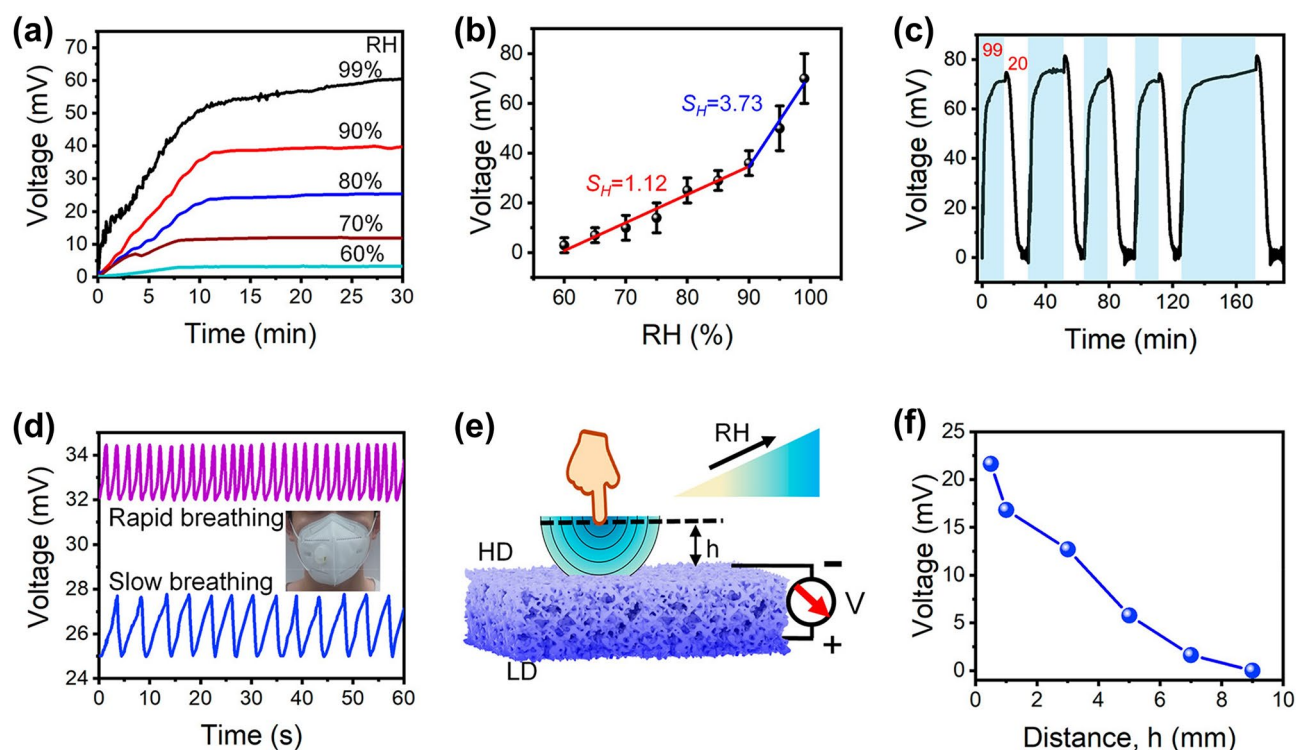 (a)
Voltage (mV)
70
60
50
40
30
20
10
0
RH
99%
90%
80%
70%
60%
0
5
10
15
20
25
30
Time (min)
(b)
Voltage (mV)
80
60
40
20
0
S_H=3.73
S_H=1.12
60
70
80
90
100
RH (%)
(c)
Voltage (mV)
80
60
40
20
0
99
20
0
40
80
120
160
Time (min)
(d)
Voltage (mV)
34
32
30
28
26
24
Rapid breathing
Slow breathing
0
10
20
30
40
50
60
Time (s)
(e)
RH
HD
h
LD
-
V
+
(f)
Voltage (mV)
25
20
15
10
5
0
0
2
4
6
8
10
Distance, h (mm)